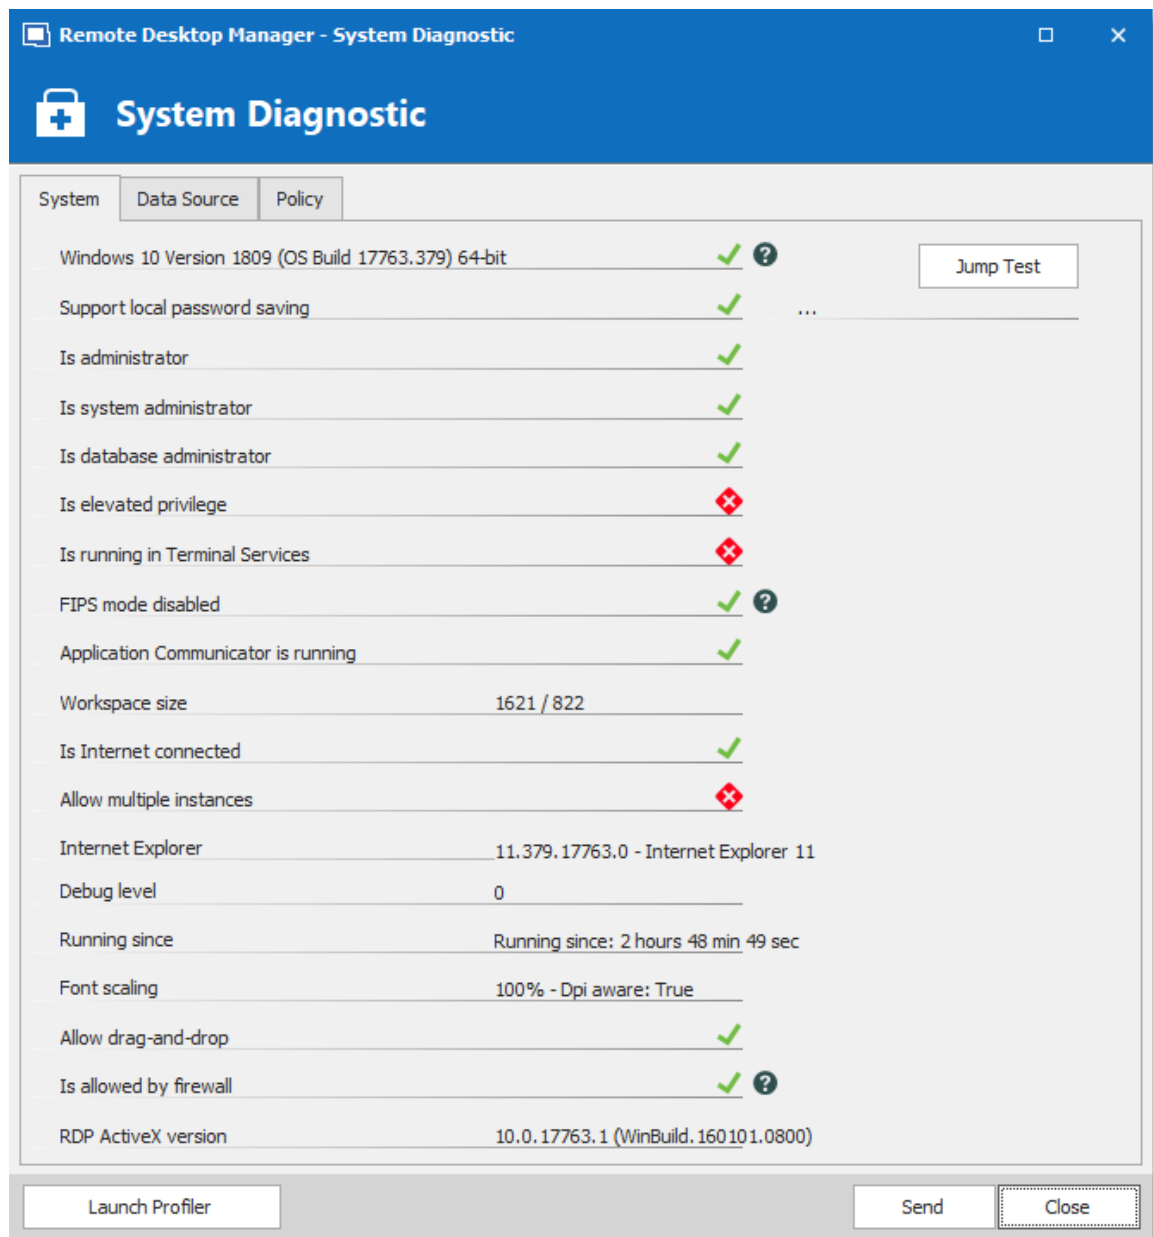 Remote Desktop Manager - System Diagnostic
System Diagnostic
System Data Source Policy
Windows 10 Version 1809 (OS Build 17763.379) 64-bit ? Jump Test
Support local password saving ...
Is administrator
Is system administrator
Is database administrator
Is elevated privilege
Is running in Terminal Services
FIPS mode disabled ?
Application Communicator is running
Workspace size 1621 / 822
Is Internet connected
Allow multiple instances
Internet Explorer 11.379.17763.0 - Internet Explorer 11
Debug level 0
Running since Running since: 2 hours 48 min 49 sec
Font scaling 100% - Dpi aware: True
Allow drag-and-drop
Is allowed by firewall ?
RDP ActiveX version 10.0.17763.1 (WinBuild.160101.0800)
Launch Profiler Send Close